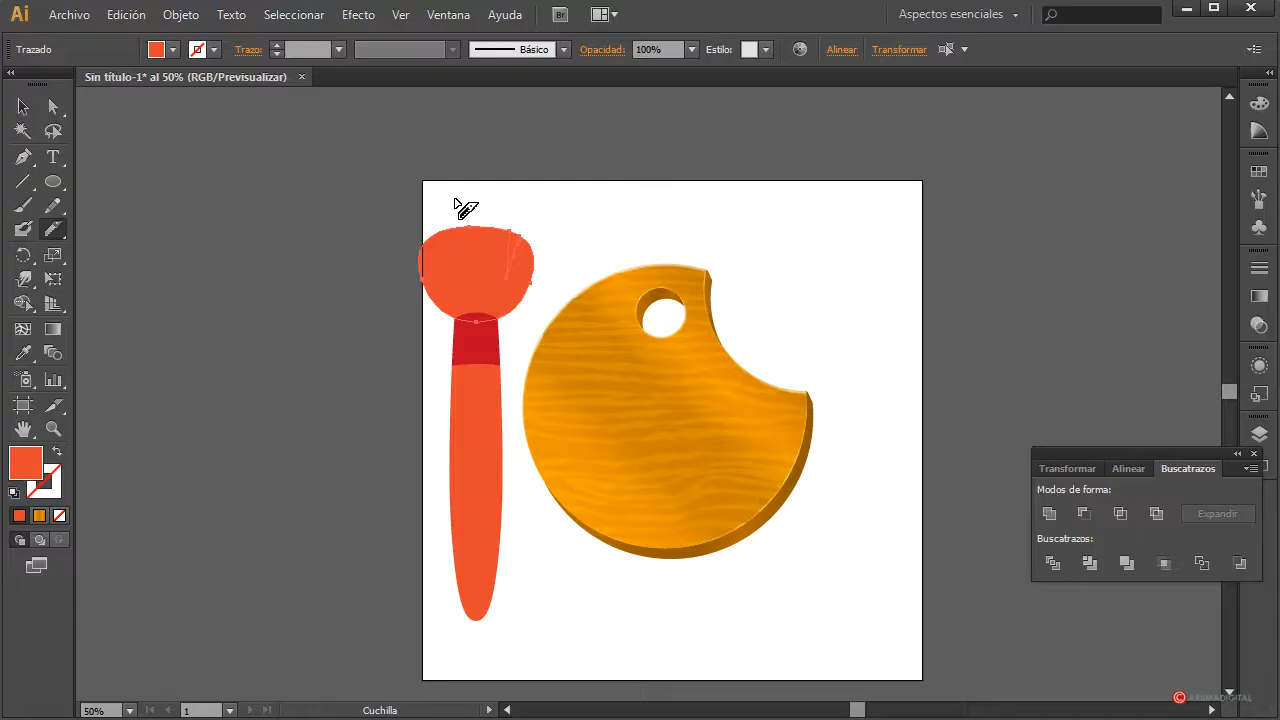 Ai Archivo Edición Objeto Texto Seleccionar Efecto Ver Ventana Ayuda Br Aspectos esenciales
Trazado Trazo: Básico Opacidad: 100% Estilo: Alinear Transformar
Sin título-1* al 50% (RGB/Previsualizar)
T
Transformar Alinear Buscatrazos
Modos de forma:
Expandir
Buscatrazos:
50% 1 Cuchilla
© ARUMADIGITAL